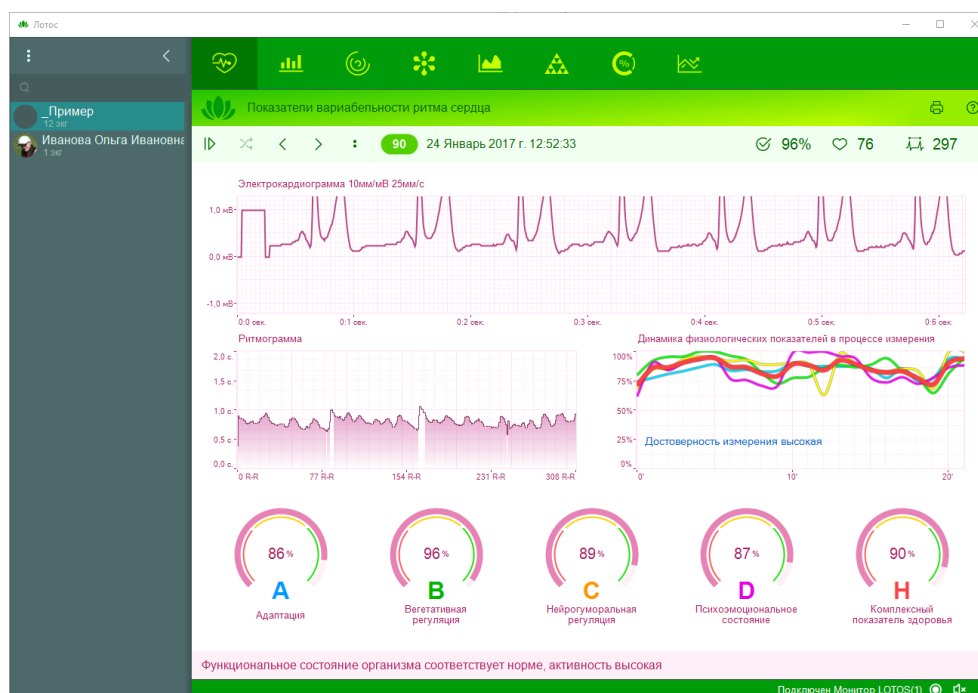 Лотос
_Пример
12 экг
Иванова Ольга Ивановна
1 экг
Показатели вариабельности ритма сердца
90 24 Январь 2017 г. 12:52:33 96% 76 297
Электрокардиограмма 10мм/мВ 25мм/с
1,0 мВ
0.0 мВ
-1,0 мВ
0:0 сек. 0:1 сек. 0:2 сек. 0:3 сек. 0:4 сек. 0:5 сек. 0:6 сек.
Ритмограмма
2.0 с.
1,5 с.
1,0 с.
0,5 с.
0,0 с.
0 R-R 77 R-R 154 R-R 231 R-R 308 R-R
Динамика физиологических показателей в процессе измерения
100%
75%
50%
25%
0%
Достоверность измерения высокая
0' 10' 20'
86 % 96 % 89 % 87 % 90 %
A B C D H
Адаптация
Вегетативная
регуляция
Нейрогуморальная
регуляция
Психоэмоциональное
состояние
Комплексный
показатель здоровья
Функциональное состояние организма соответствует норме, активность высокая
Подключен Монитор LOTOS(1)